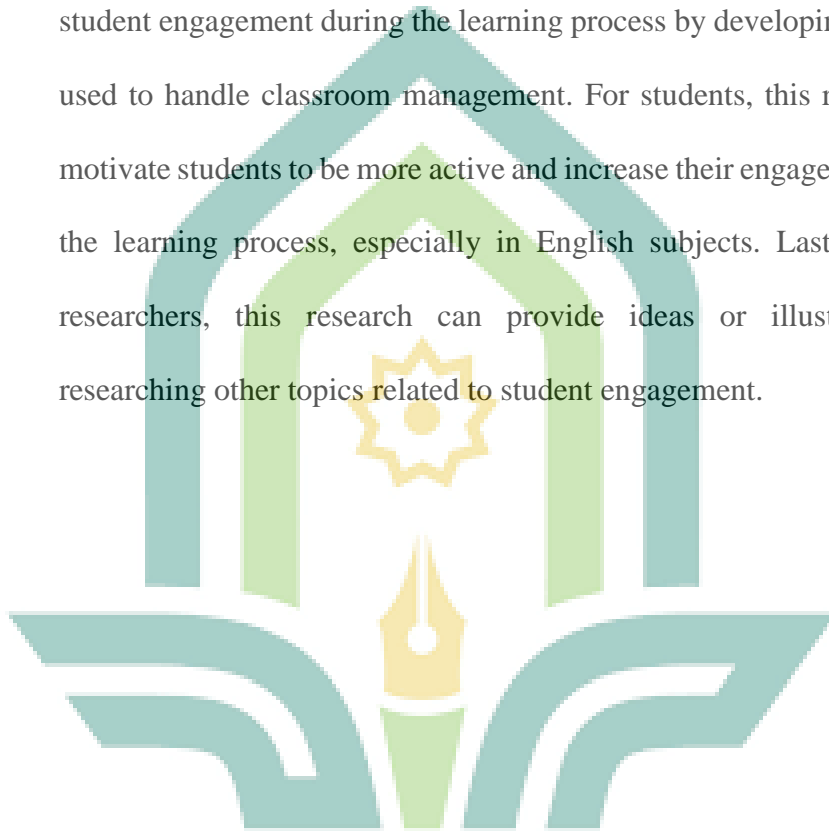 student engagement during the learning process by developin
used to handle classroom management. For students, this
motivate students to be more active and increase their engage
the learning process, especially in English subjects. Last
researchers, this research can provide ideas or illust
researching other topics related to student engagement.